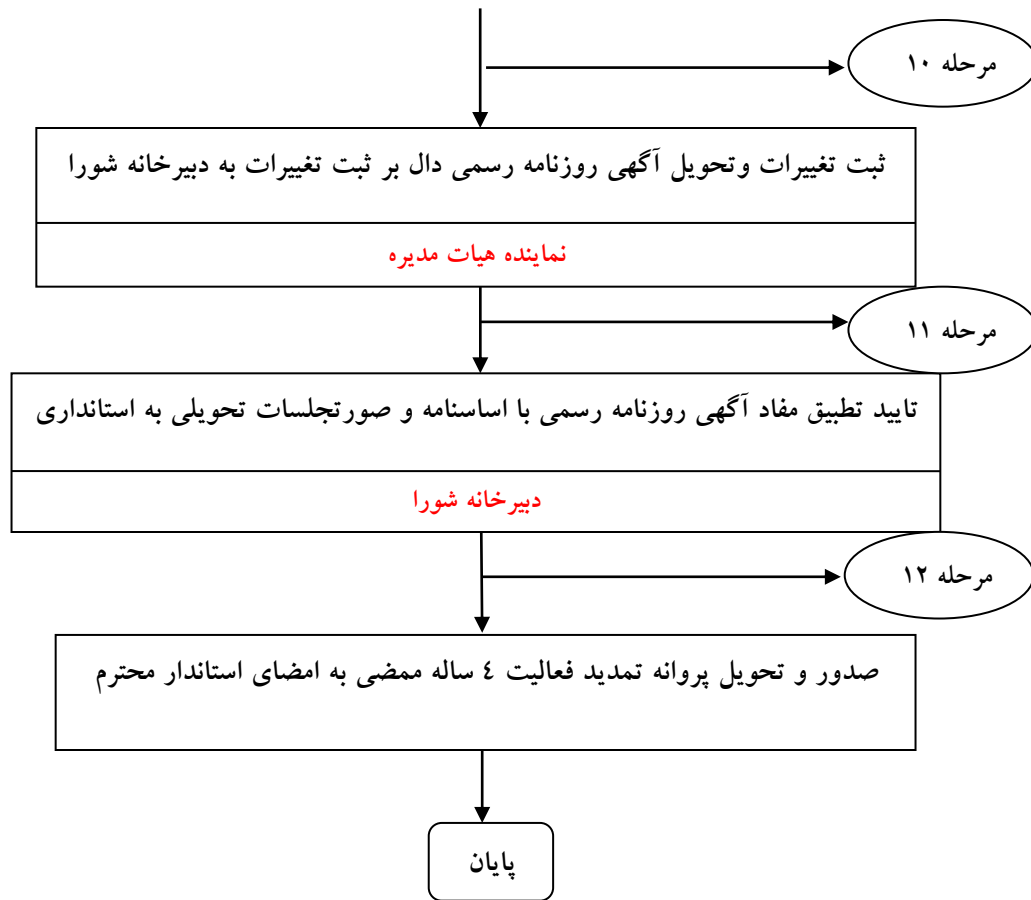 مرحله ۱۰
ثبت تغییرات وتحویل آگهی روزنامه رسمی دال بر ثبت تغییرات به دبیرخانه شورا
نماینده هیات مدیره
مرحله ۱۱
تایید تطبیق مفاد آگهی روزنامه رسمی با اساسنامه و صورتجلسات تحویلی به استانداری
دبیرخانه شورا
مرحله ۱۲
صدور و تحویل پروانه تمدید فعالیت ٤ ساله ممضی به امضای استاندار محترم
پایان